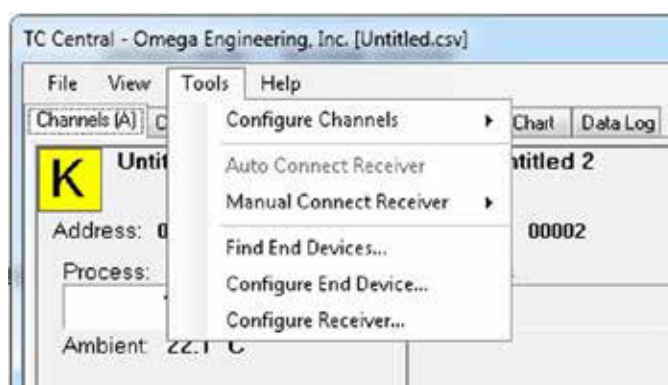 TC Central - Omega Engineering, Inc. [Untitled.csv]
File View Tools Help
Channels (A) Chart Data Log
Configure Channels
Auto Connect Receiver
Manual Connect Receiver
Find End Devices...
Configure End Device...
Configure Receiver...
K
Address:
Process:
Ambient 22.1 °C
ntitled 2
00002